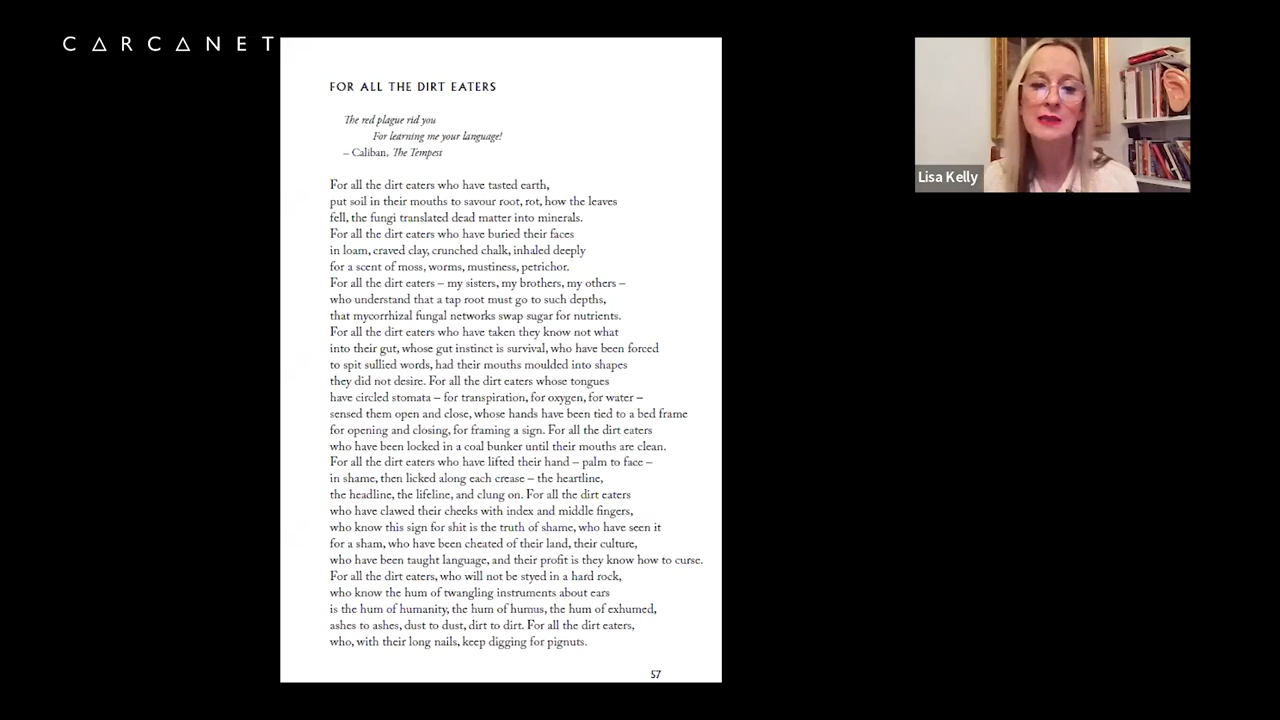 CARCANET
FOR ALL THE DIRT EATERS
The red plague rid you
For learning me your language!
– Caliban, The Tempest
For all the dirt eaters who have tasted earth,
put soil in their mouths to savour root, rot, how the leaves
fell, the fungi translated dead matter into minerals.
For all the dirt eaters who have buried their faces
in loam, craved clay, crunched chalk, inhaled deeply
for a scent of moss, worms, mustiness, petrichor.
For all the dirt eaters – my sisters, my brothers, my others –
who understand that a tap root must go to such depths,
that mycorrhizal fungal networks swap sugar for nutrients.
For all the dirt eaters who have taken they know not what
into their gut, whose gut instinct is survival, who have been forced
to spit sullied words, had their mouths moulded into shapes
they did not desire. For all the dirt eaters whose tongues
have circled stomata – for transpiration, for oxygen, for water –
sensed them open and close, whose hands have been tied to a bed frame
for opening and closing, for framing a sign. For all the dirt eaters
who have been locked in a coal bunker until their mouths are clean.
For all the dirt eaters who have lifted their hand – palm to face –
in shame, then licked along each crease – the heartline,
the headline, the lifeline, and clung on. For all the dirt eaters
who have clawed their cheeks with index and middle fingers,
who know this sign for shit is the truth of shame, who have seen it
for a sham, who have been cheated of their land, their culture,
who have been taught language, and their profit is they know how to curse.
For all the dirt eaters, who will not be styed in a hard rock,
who know the hum of twangling instruments about ears
is the hum of humanity, the hum of humus, the hum of exhumed,
ashes to ashes, dust to dust, dirt to dirt. For all the dirt eaters,
who, with their long nails, keep digging for pignuts.
57
Lisa Kelly